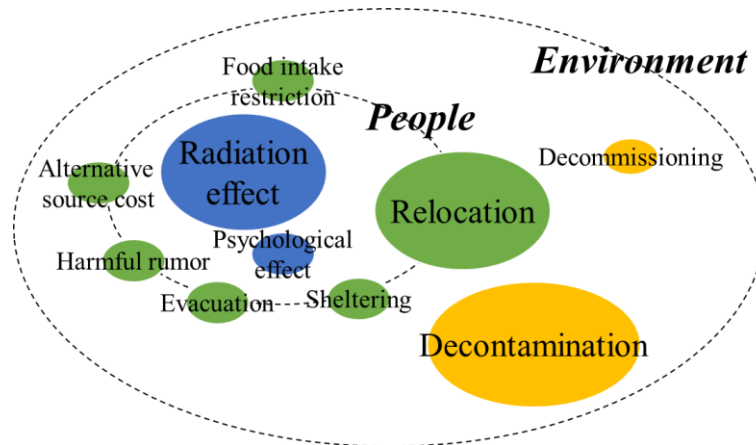 Food intake
restriction
Environment
People
Radiation
effect
Decommissioning
Alternative
source cost
Relocation
Psychological
effect
Harmful rumor
Evacuation
Sheltering
Decontamination